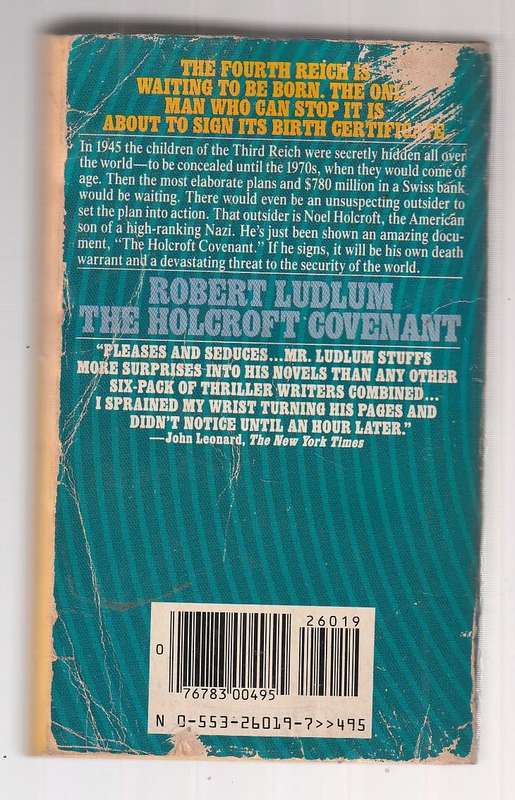 THE FOURTH REICH IS
WAITING TO BE BORN. THE
MAN WHO CAN STOP IT IS
ABOUT TO SIGN ITS BIRTH CERTIFICATE.
In 1945 the children of the Third Reich were secretly hidden all over
the world—to be concealed until the 1970s, when they would come of
age. Then the most elaborate plans and $780 million in a Swiss bank
would be waiting. There would even be an unsuspecting outsider to
set the plan into action. That outsider is Noel Holcroft, the American
son of a high-ranking Nazi. He's just been shown an amazing docu-
ment, "The Holcroft Covenant." If he signs, it will be his own death
warrant and a devastating threat to the security of the world.
ROBERT LUDLUM
THE HOLCROFT COVENANT
"PLEASES AND SEDUCES...MR. LUDLUM STUFFS
MORE SURPRISES INTO HIS NOVELS THAN ANY OTHER
SIX-PACK OF THRILLER WRITERS COMBINED...
I SPRAINED MY WRIST TURNING HIS PAGES AND
DIDN'T NOTICE UNTIL AN HOUR LATER."
—John Leonard, The New York Times
26019
0
76783 00495
N 0-553-26019-7>>495